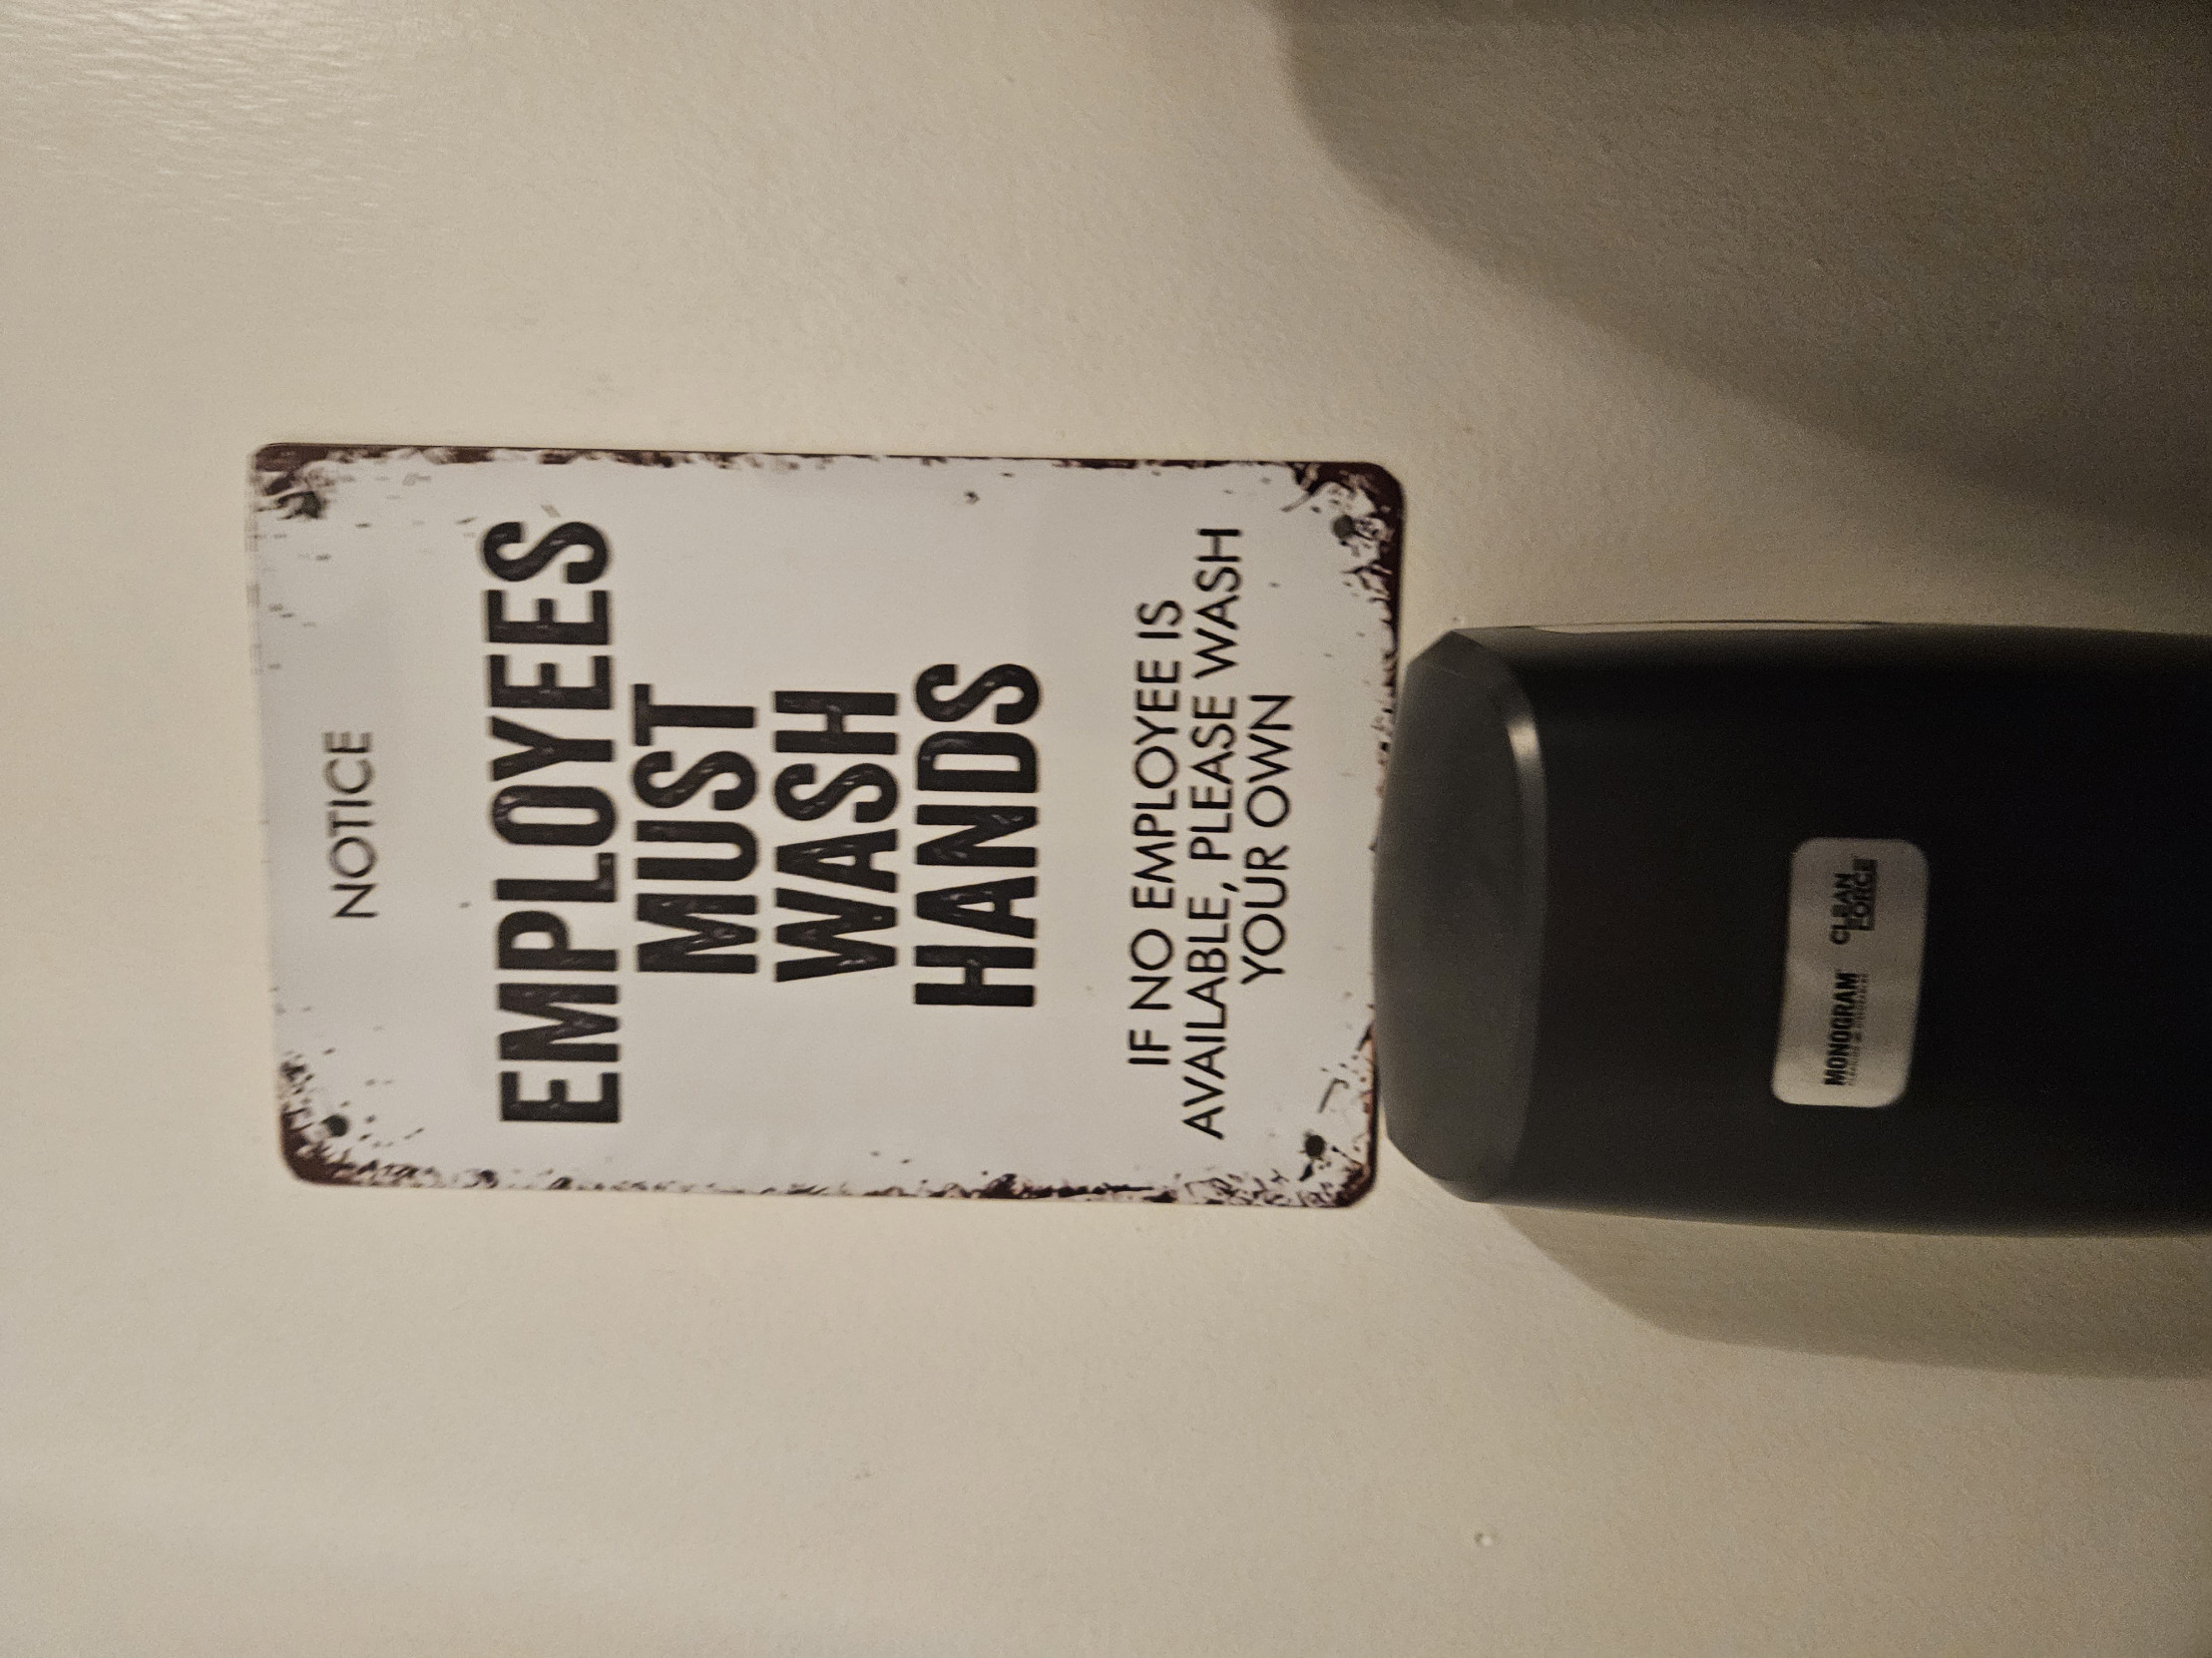 NOTICE
EMPLOYEES
MUST
WASH
HANDS
IF NO EMPLOYEE IS
AVAILABLE, PLEASE WASH
YOUR OWN
MONOGRAM
CLEAN
FORCE